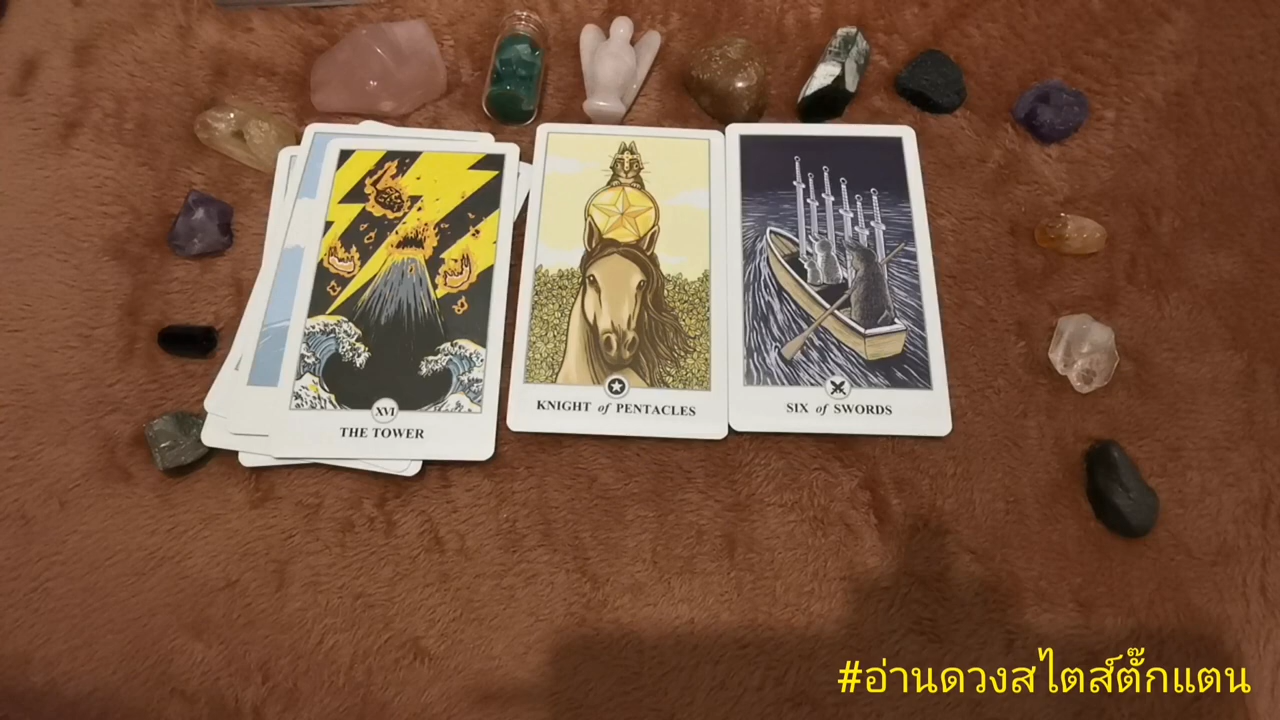 XVI
THE TOWER
KNIGHT of PENTACLES
SIX of SWORDS
#อ่านดวงสไตส์ตั๊กแตน